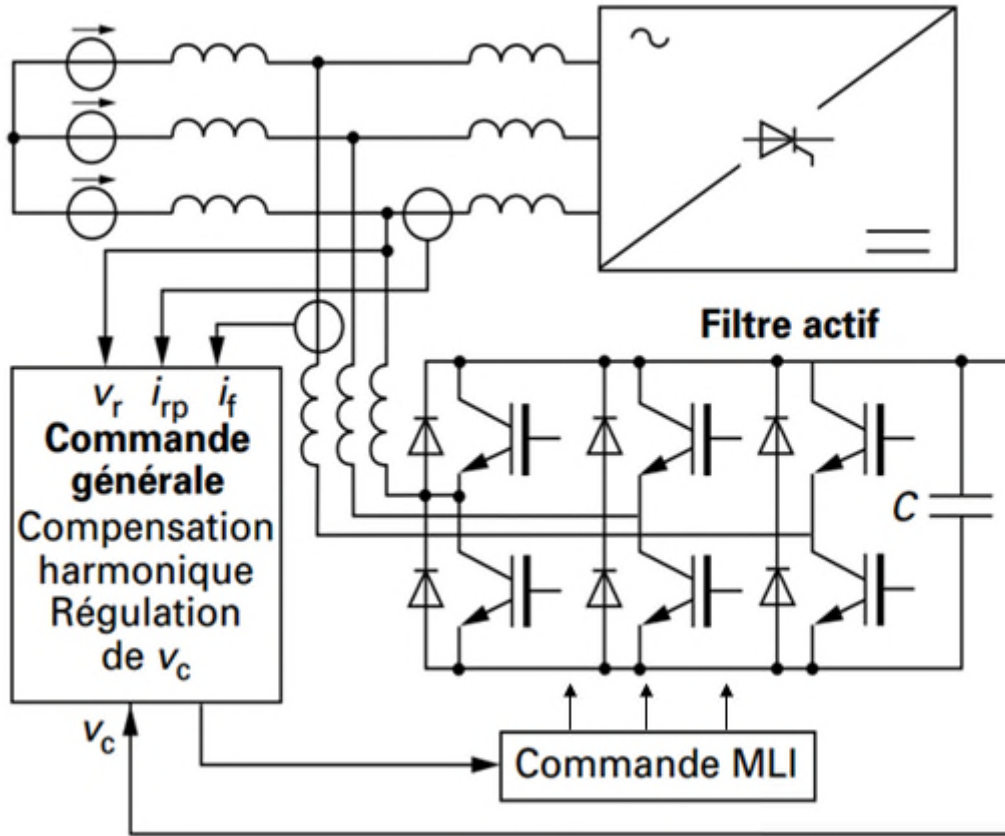 Filtre actif
v_r i_rp i_f
Commande
générale
Compensation
harmonique
Régulation
de v_c
C
v_c
Commande MLI